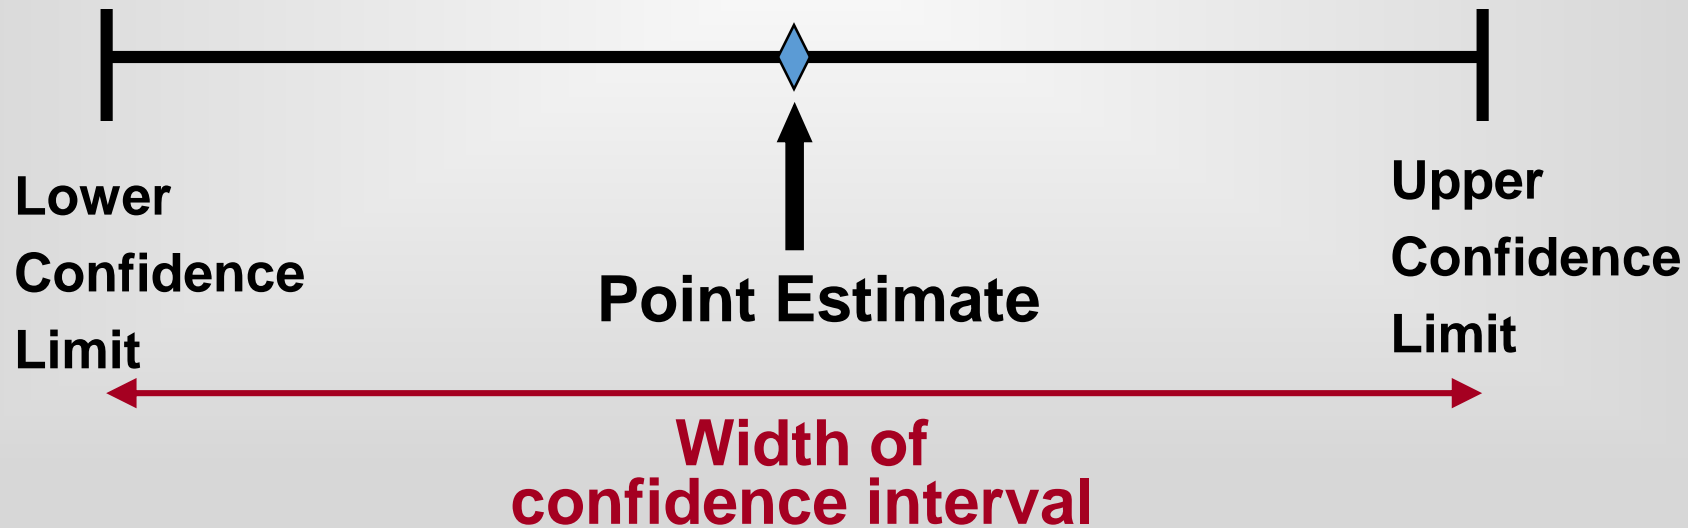 Lower
Confidence
Limit
Point Estimate
Upper
Confidence
Limit
Width of
confidence interval